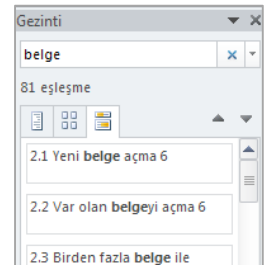 Gezinti
belge
81 eşleşme
2.1 Yeni belge açma 6
2.2 Var olan belgeyi açma 6
2.3 Birden fazla belge ile